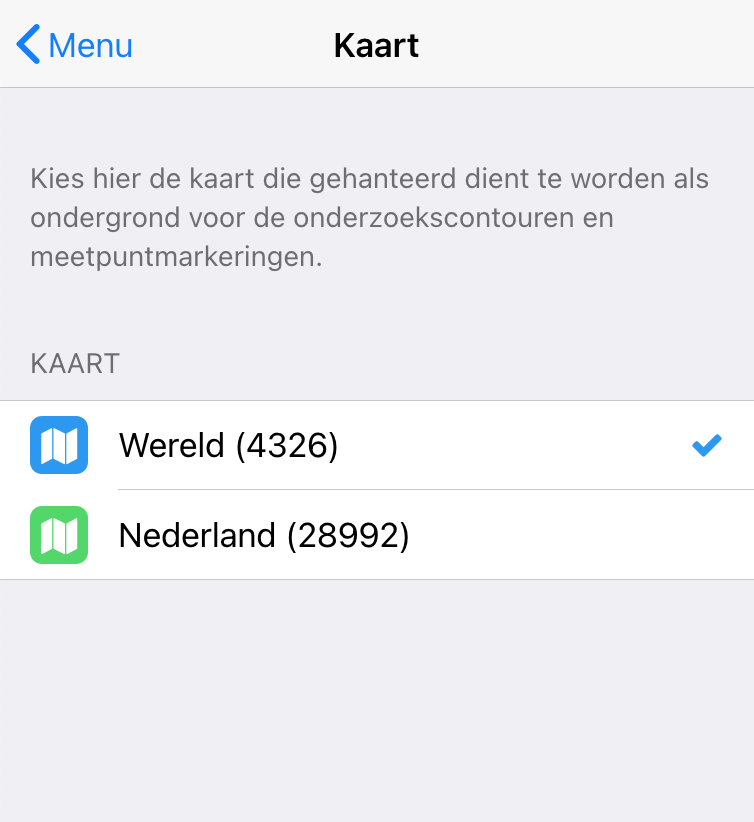 Menu
Kaart
Kies hier de kaart die gehanteerd dient te worden als
ondergrond voor de onderzoekscontouren en
meetpuntmarkeringen.
KAART
Wereld (4326)
Nederland (28992)